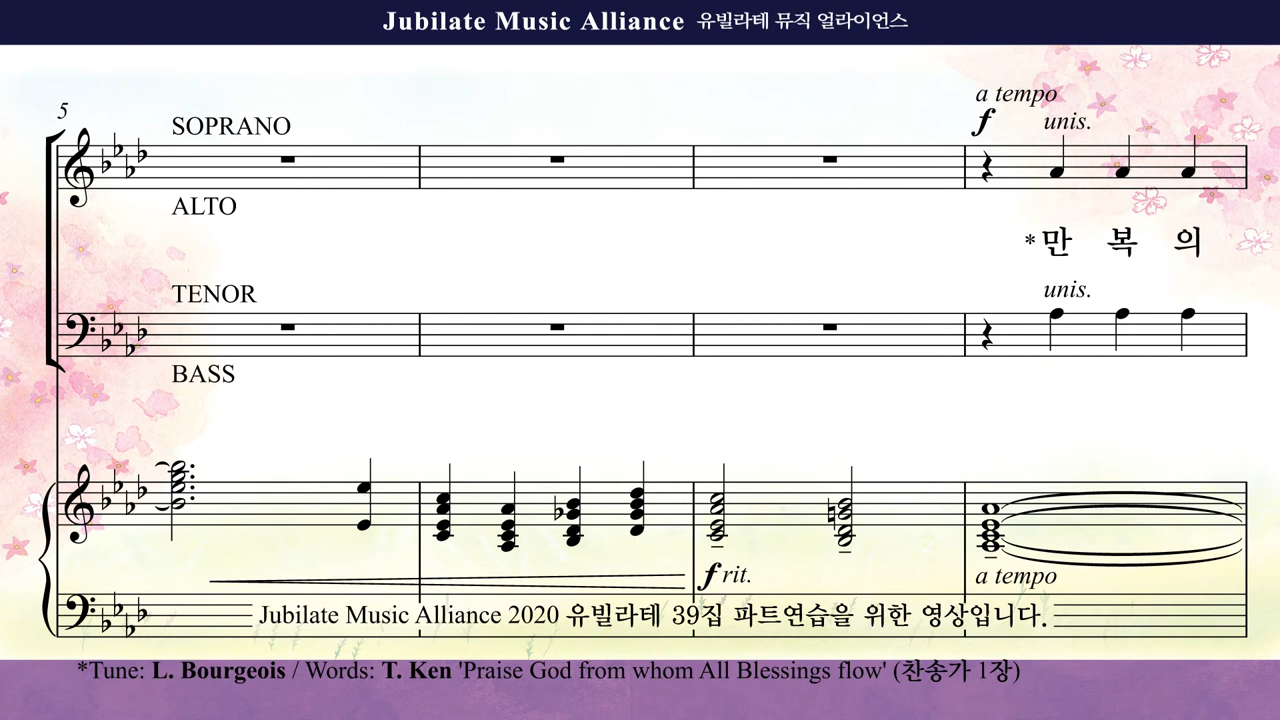 Jubilate Music Alliance 유빌라테 뮤직 얼라이언스
a tempo
5
f unis.
SOPRANO
ALTO
*만 복 의
unis.
TENOR
BASS
f rit.
a tempo
Jubilate Music Alliance 2020 유빌라테 39집 파트연습을 위한 영상입니다.
*Tune: L. Bourgeois / Words: T. Ken 'Praise God from whom All Blessings flow' (찬송가 1장)